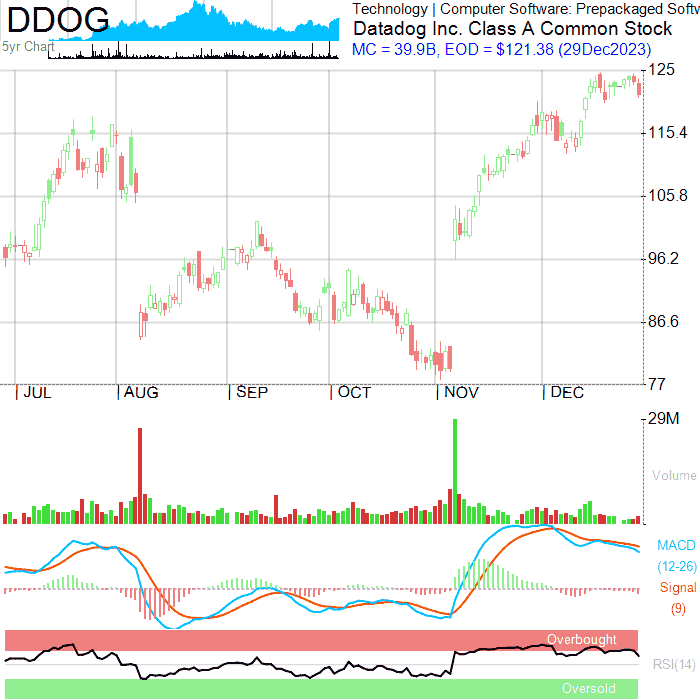 DDOG
5yr Chart
Technology | Computer Software: Prepackaged Softw
Datadog Inc. Class A Common Stock
MC = 39.9B, EOD = $121.38 (29Dec2023)
125
115.4
105.8
96.2
86.6
77
| JUL | AUG | SEP | OCT | NOV | DEC
29M
Volume
MACD
(12-26)
Signal
(9)
Overbought
RSI(14)
Oversold